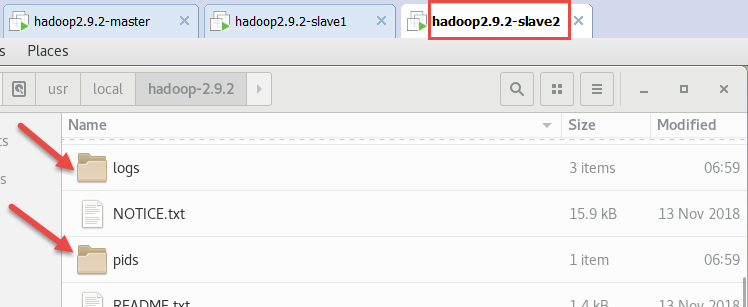 hadoop2.9.2-master hadoop2.9.2-slave1 hadoop2.9.2-slave2
s Places
usr local hadoop-2.9.2
Name Size Modified
ts
logs 3 items 06:59
s
NOTICE.txt 15.9 kB 13 Nov 2018
pids 1 item 06:59
README.txt 1.4 kB 13 Nov 2018